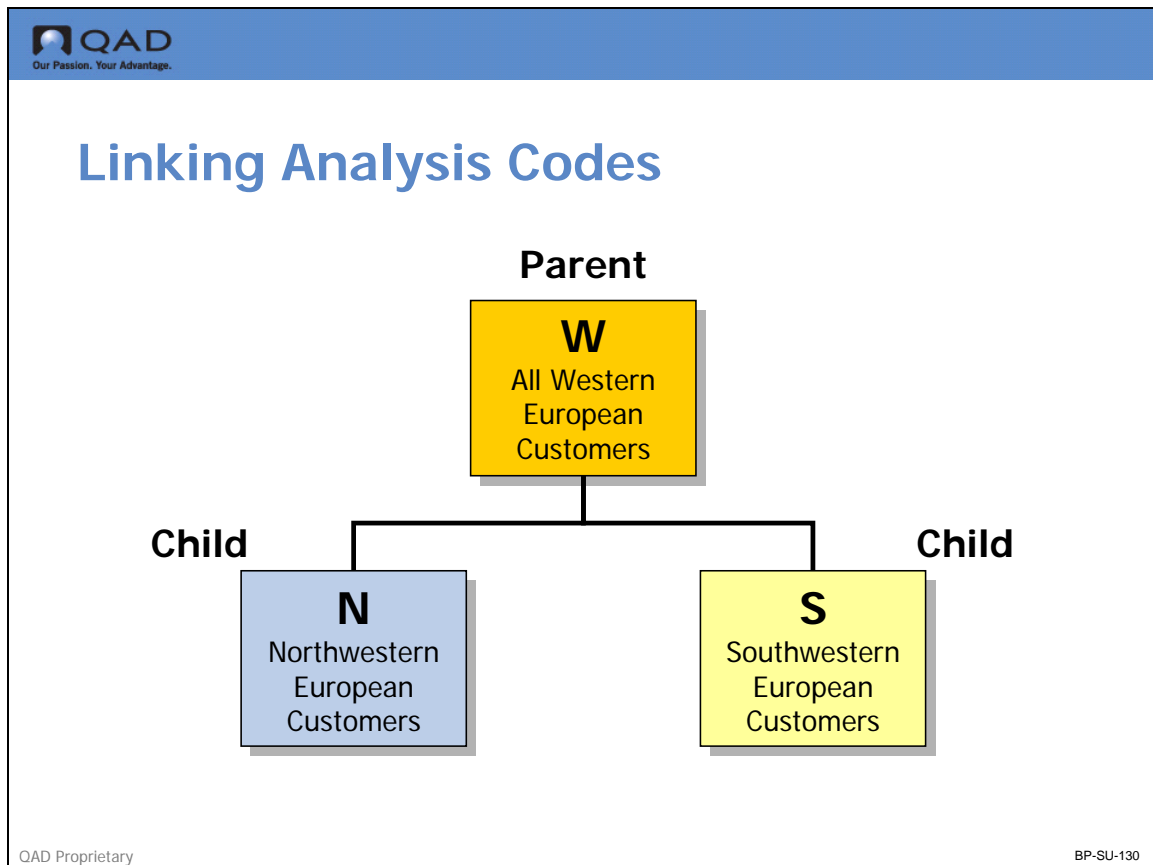 QAD
Our Passion. Your Advantage.
Linking Analysis Codes
Parent
W
All Western
European
Customers
Child
Child
N
Northwestern
European
Customers
S
Southwestern
European
Customers
QAD Proprietary
BP-SU-130